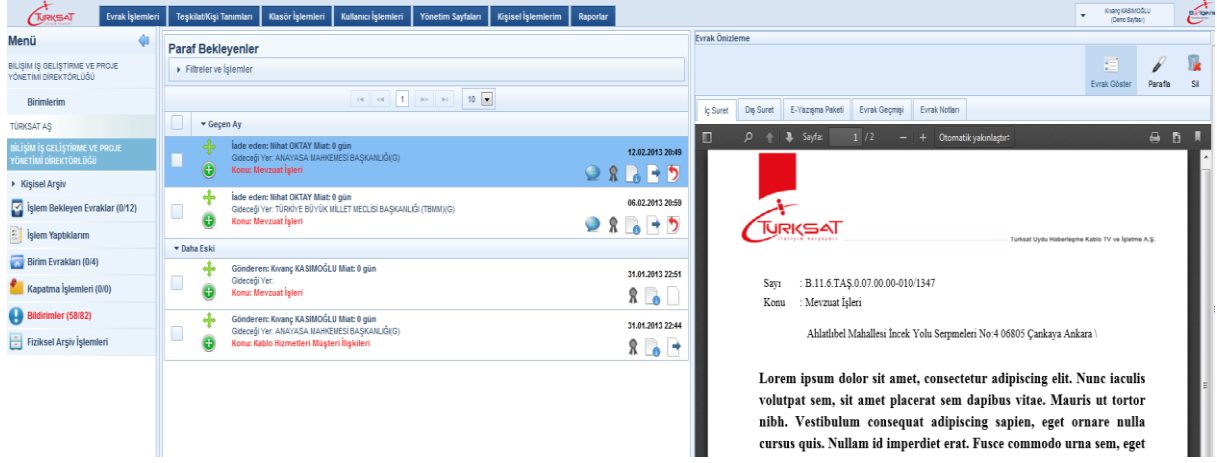 TÜRKSAT
Evrak İşlemleri
Teşkilat/Kişi Tanımları
Klasör İşlemleri
Kullanıcı İşlemleri
Yönetim Sayfaları
Kişisel İşlemlerim
Raporlar
Kıvanç KASIMOĞLU
(Demo Sayfası)
Menü
BİLİŞİM İŞ GELİŞTİRME VE PROJE
YÖNETİMİ DİREKTÖRLÜĞÜ
Birimlerim
TÜRKSAT AŞ
BİLİŞİM İŞ GELİŞTİRME VE PROJE
YÖNETİMİ DİREKTÖRLÜĞÜ
Kişisel Arşiv
İşlem Bekleyen Evraklar (0/12)
İşlem Yaptıklarım
Birim Evrakları (0/4)
Kapatma İşlemleri (0/0)
Bildirimler (58/82)
Fiziksel Arşiv İşlemleri
Paraf Bekleyenler
Filtreler ve İşlemler
1
10
Geçen Ay
İade eden: Nihat OKTAY Miat: 0 gün
Gideceği Yer: ANAYASA MAHKEMESİ BAŞKANLIĞI(G)
Konu: Mevzuat İşleri
12.02.2013 20:49
İade eden: Nihat OKTAY Miat: 0 gün
Gideceği Yer: TÜRKİYE BÜYÜK MİLLET MECLİSİ BAŞKANLIĞI (TBMM)(G)
Konu: Mevzuat İşleri
06.02.2013 20:59
Daha Eski
Gönderen: Kıvanç KASIMOĞLU Miat: 0 gün
Gideceği Yer:
Konu: Mevzuat İşleri
31.01.2013 22:51
Gönderen: Kıvanç KASIMOĞLU Miat: 0 gün
Gideceği Yer: ANAYASA MAHKEMESİ BAŞKANLIĞI(G)
Konu: Kablo Hizmetleri Müşteri İlişkileri
31.01.2013 22:44
Evrak Önizleme
Evrak Göster
Parafla
Sil
İç Suret
Dış Suret
E-Yazışma Paketi
Evrak Geçmişi
Evrak Notları
Sayfa: 1 / 2
Otomatik yakınlaştır
TÜRKSAT
Türksat Uydu Haberleşme Kablo TV ve İşletme A.Ş.
Sayı : B.11.6.TAŞ.0.07.00.00-010/1347
Konu : Mevzuat İşleri
Ahlatlıbel Mahallesi İncek Yolu Serpmeleri No:4 06805 Çankaya Ankara \
Lorem ipsum dolor sit amet, consectetur adipiscing elit. Nunc iaculis
volutpat sem, sit amet placerat sem dapibus vitae. Mauris ut tortor
nibh. Vestibulum consequat adipiscing sapien, eget ornare nulla
cursus quis. Nullam id imperdiet erat. Fusce commodo urna sem, eget